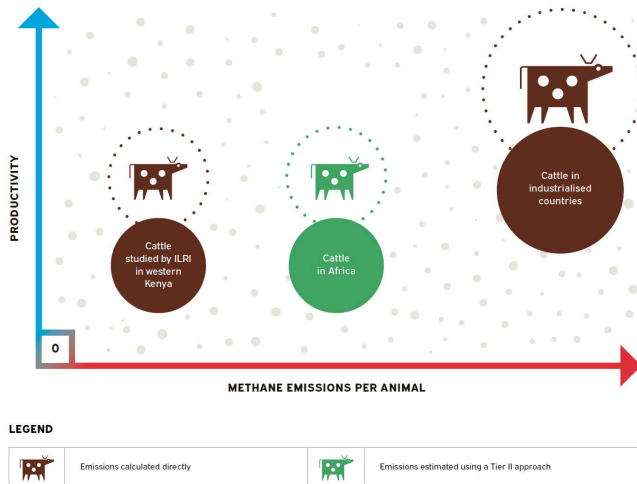 PRODUCTIVITY
Cattle
studied by ILRI
in western
Kenya
Cattle
in Africa
Cattle in
industrialised
countries
0
METHANE EMISSIONS PER ANIMAL
LEGEND
Emissions calculated directly
Emissions estimated using a Tier II approach